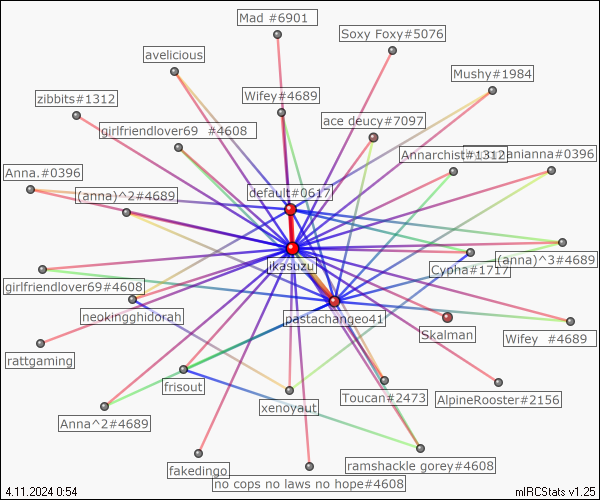 Mad #6901
Soxy Foxy#5076
avelicious
Mushy#1984
Wifey#4689
zibbits#1312
ace deucy#7097
girlfriendlover69 #4608
Annarchist#1312
anianna#0396
Anna.#0396
(anna)^2#4689
default#0617
(anna)^3#4689
ikasuzu
Cypha#1717
girlfriendlover69#4608
neokingghidorah
pastachangeo41
Skalman
Wifey #4689
rattgaming
frisout
Toucan#2473
AlpineRooster#2156
xenoyaut
Anna^2#4689
ramshackle gorey#4608
fakedingo
no cops no laws no hope#4608
4.11.2024 0:54
mIRCStats v1.25